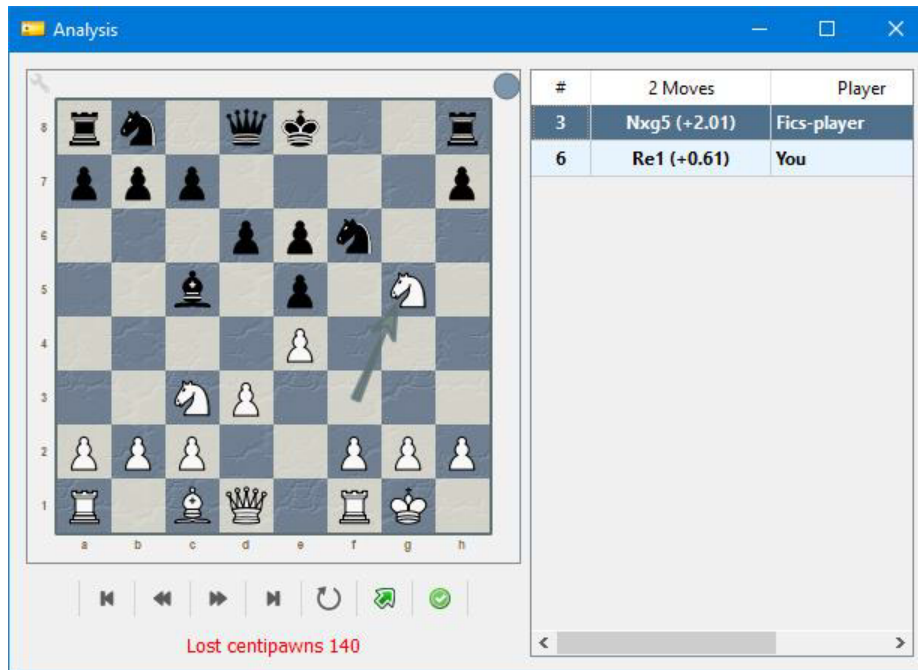 Analysis
# 2 Moves Player
3 Nxg5 (+2.01) Fics-player
6 Re1 (+0.61) You
8
7
6
5
4
3
2
1
a b c d e f g h
Lost centipawns 140